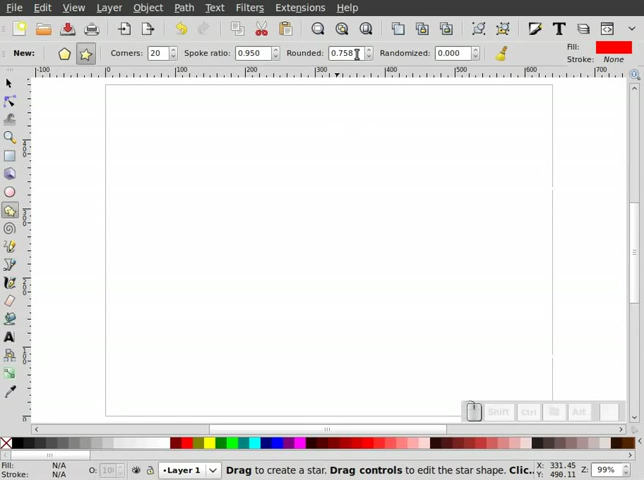 File Edit View Layer Object Path Text Filters Extensions Help
New: Corners: 20 Spoke ratio: 0.950 Rounded: 0.758 Randomized: 0.000 Fill:
Stroke: None
-100 0 100 200 300 400 500 600 700
Shift Ctrl Alt
Fill: N/A O: Layer 1 Drag to create a star. Drag controls to edit the star shape. Clic... X: 331.45 Z: 99%
Stroke: N/A Y: 490.11